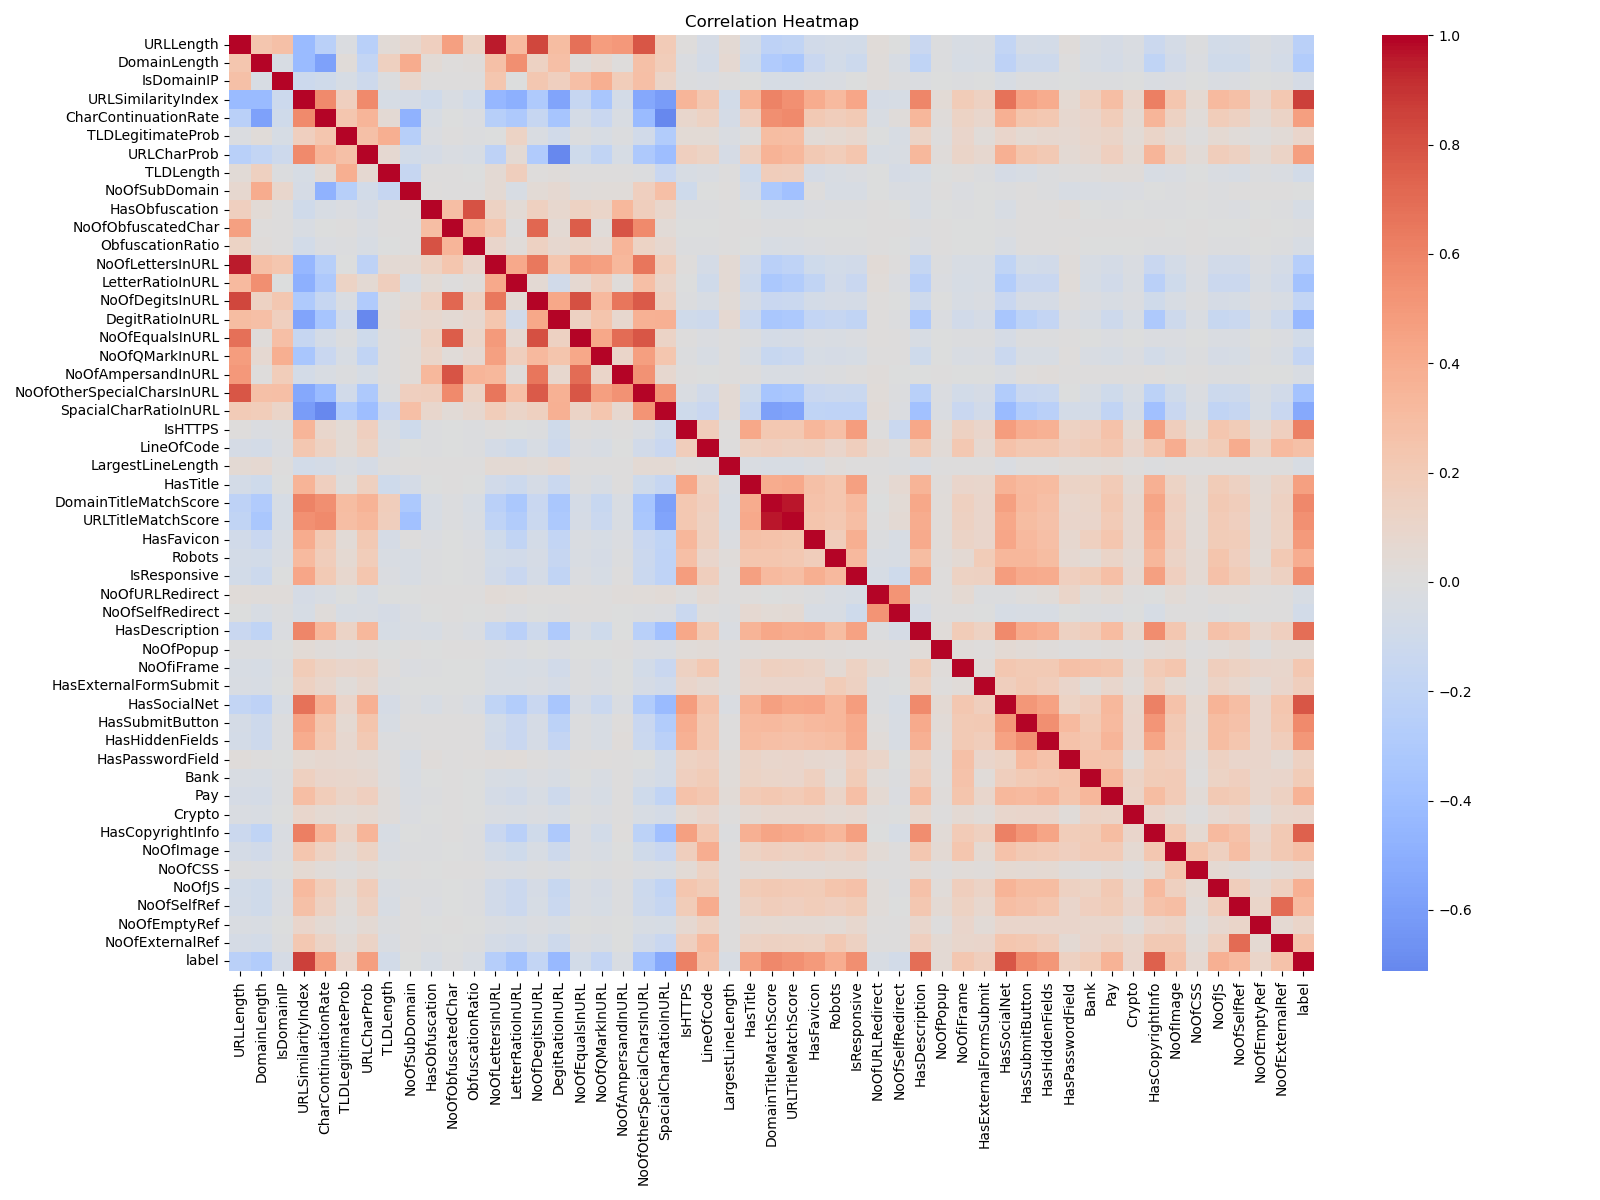 Correlation Heatmap
URLLength
DomainLength
IsDomainIP
URLSimilarityIndex
CharContinuationRate
TLDLegitimateProb
URLCharProb
TLDLength
NoOfSubDomain
HasObfuscation
NoOfObfuscatedChar
ObfuscationRatio
NoOfLettersInURL
LetterRatioInURL
NoOfDegitsInURL
DegitRatioInURL
NoOfEqualsInURL
NoOfQMarkInURL
NoOfAmpersandInURL
NoOfOtherSpecialCharsInURL
SpacialCharRatioInURL
IsHTTPS
LineOfCode
LargestLineLength
HasTitle
DomainTitleMatchScore
URLTitleMatchScore
HasFavicon
Robots
IsResponsive
NoOfURLRedirect
NoOfSelfRedirect
HasDescription
NoOfPopup
NoOfiFrame
HasExternalFormSubmit
HasSocialNet
HasSubmitButton
HasHiddenFields
HasPasswordField
Bank
Pay
Crypto
HasCopyrightInfo
NoOfImage
NoOfCSS
NoOfJS
NoOfSelfRef
NoOfEmptyRef
NoOfExternalRef
label
URLLength
DomainLength
IsDomainIP
URLSimilarityIndex
CharContinuationRate
TLDLegitimateProb
URLCharProb
TLDLength
NoOfSubDomain
HasObfuscation
NoOfObfuscatedChar
ObfuscationRatio
NoOfLettersInURL
LetterRatioInURL
NoOfDegitsInURL
DegitRatioInURL
NoOfEqualsInURL
NoOfQMarkInURL
NoOfAmpersandInURL
NoOfOtherSpecialCharsInURL
SpacialCharRatioInURL
IsHTTPS
LineOfCode
LargestLineLength
HasTitle
DomainTitleMatchScore
URLTitleMatchScore
HasFavicon
Robots
IsResponsive
NoOfURLRedirect
NoOfSelfRedirect
HasDescription
NoOfPopup
NoOfiFrame
HasExternalFormSubmit
HasSocialNet
HasSubmitButton
HasHiddenFields
HasPasswordField
Bank
Pay
Crypto
HasCopyrightInfo
NoOfImage
NoOfCSS
NoOfJS
NoOfSelfRef
NoOfEmptyRef
NoOfExternalRef
label
1.0
0.8
0.6
0.4
0.2
0.0
−0.2
−0.4
−0.6